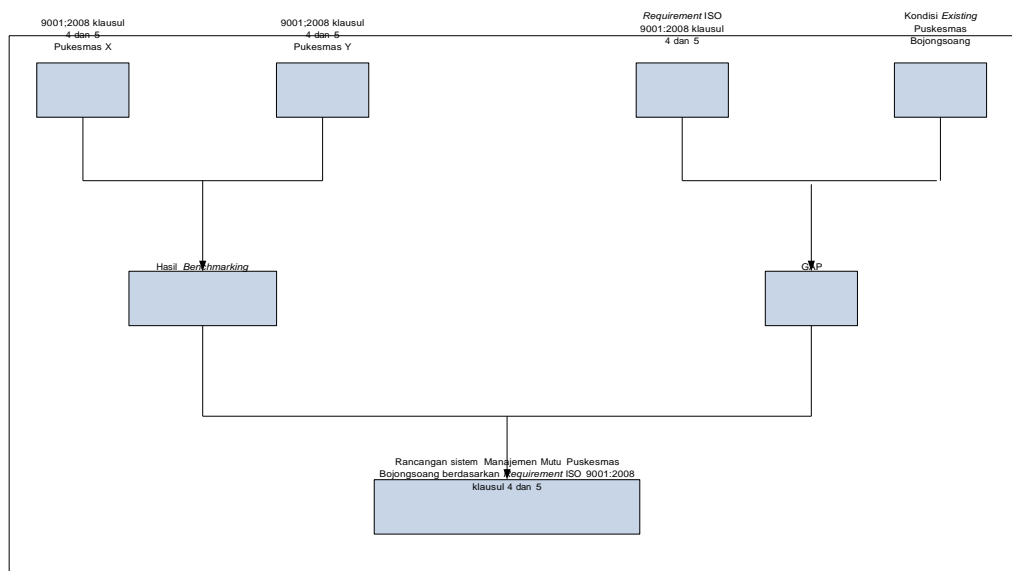 9001;2008 klausul
4 dan 5
Pukesmas X
9001;2008 klausul
4 dan 5
Pukesmas Y
Requirement ISO
9001:2008 klausul
4 dan 5
Kondisi Existing
Puskesmas
Bojongsoang
Hasil Benchmarking
GAP
Rancangan sistem Manajemen Mutu Puskesmas
Bojongsoang berdasarkan Requirement ISO 9001:2008
klausul 4 dan 5